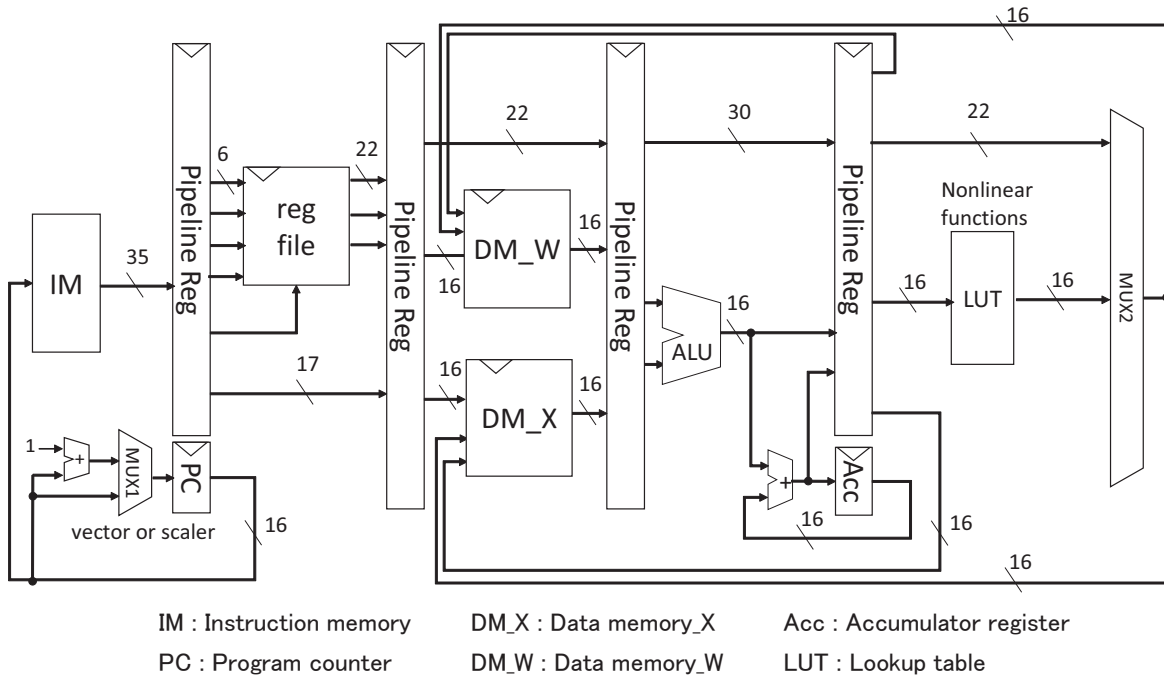 16
22
30
22
6
22
Pipeline Reg
reg
file
Pipeline Reg
DM_W
16
Pipeline Reg
Pipeline Reg
Nonlinear
functions
IM
35
16
16
ALU
16
LUT
16
MUX2
17
16
DM_X
16
1
+
MUX1
PC
+
Acc
vector or scaler
16
16
16
16
IM : Instruction memory
DM_X : Data memory_X
Acc : Accumulator register
PC : Program counter
DM_W : Data memory_W
LUT : Lookup table